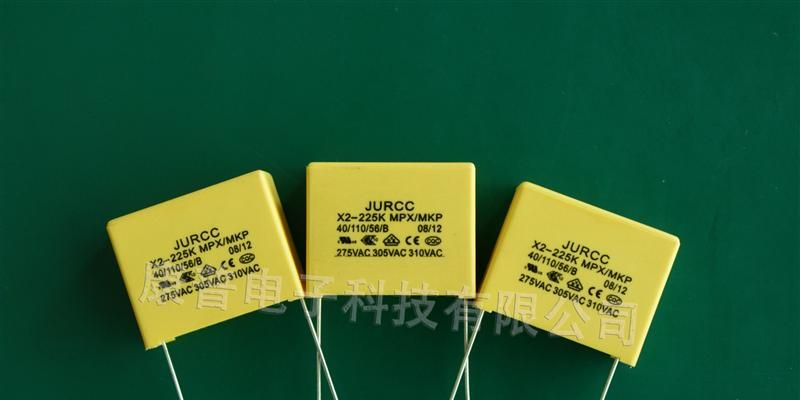 JURCC
X2-225K MPX/MKP
40/110/56/B 08/12
275VAC 305VAC 310VAC
JURCC
X2-225K MPX/MKP
40/110/56/B 08/12
275VAC 305VAC 310VAC
JURCC
X2-225K MPX/MKP
40/110/56/B 08/12
275VAC 305VAC 310VAC
容电子科技有限公司